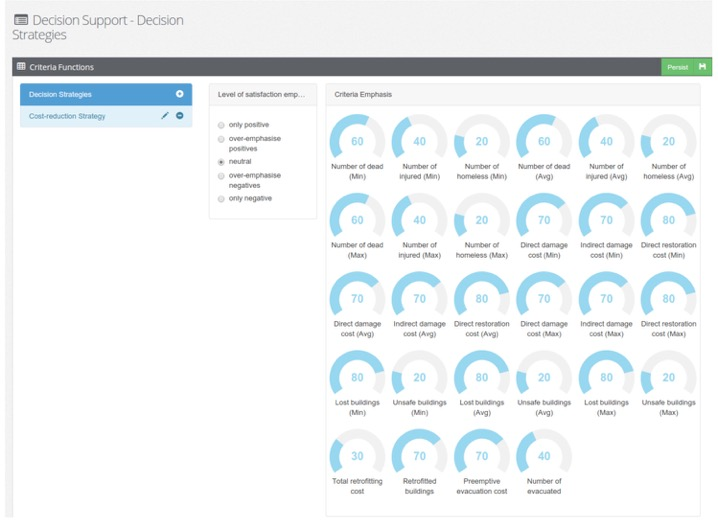 Decision Support - Decision
Strategies
Criteria Functions
Persist
Decision Strategies
Cost-reduction Strategy
Level of satisfaction emp...
only positive
over-emphasise
positives
neutral
over-emphasise
negatives
only negative
Criteria Emphasis
60 40 20 60 40 20
Number of dead Number of Number of Number of dead Number of Number of
(Min) injured (Min) homeless (Min) (Avg) injured (Avg) homeless (Avg)
60 40 20 70 70 80
Number of dead Number of Number of Direct damage Indirect damage Direct restoration
(Max) injured (Max) homeless (Max) cost (Min) cost (Min) cost (Min)
70 70 80 70 70 80
Direct damage Indirect damage Direct restoration Direct damage Indirect damage Direct restoration
cost (Avg) cost (Avg) cost (Avg) cost (Max) cost (Max) cost (Max)
80 20 80 20 80 20
Lost buildings Unsafe buildings Lost buildings Unsafe buildings Lost buildings Unsafe buildings
(Min) (Min) (Avg) (Avg) (Max) (Max)
30 70 70 40
Total retrofitting Retrofitted Preemptive Number of
cost buildings evacuation cost evacuated